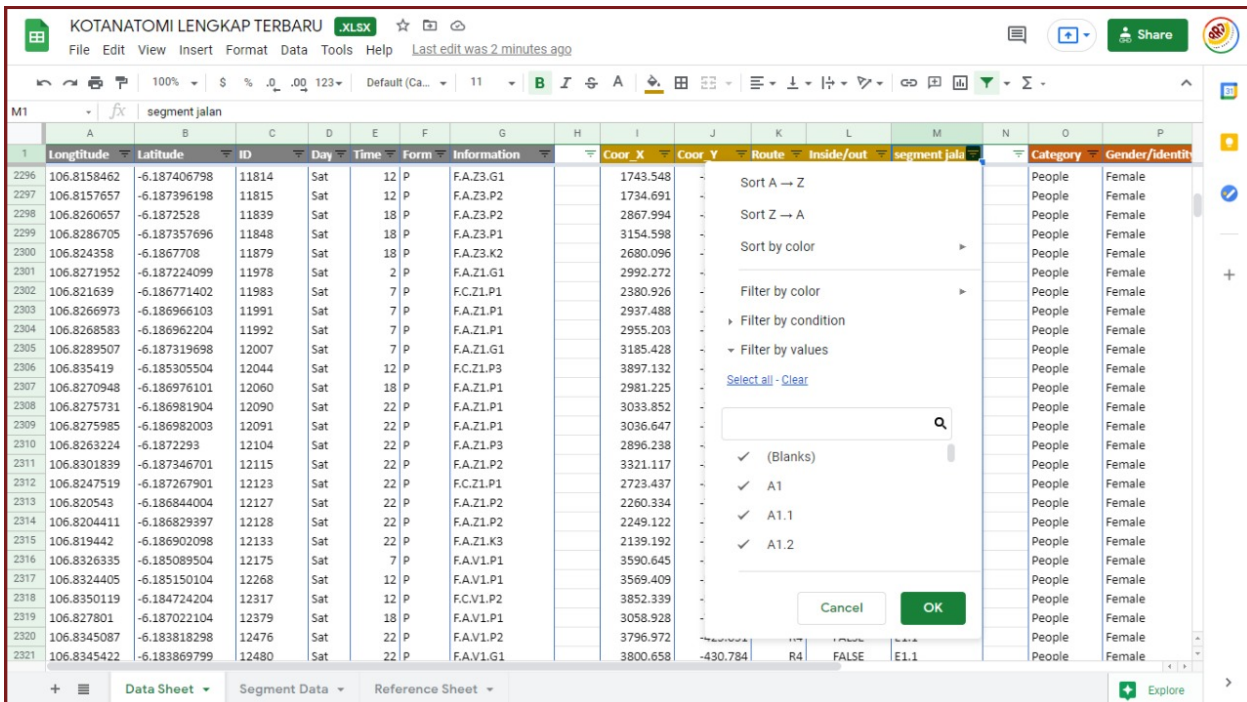 KOTANATOMI LENGKAP TERBARU .XLSX
Share
File Edit View Insert Format Data Tools Help Last edit was 2 minutes ago
100% $ % .0 .00 123 Default (Ca... 11 B I S A
M1 fx segment jalan
A B C D E F G H I J K L M N O P
1 Longtitude Latitude ID Day Time Form Information Coor_X Coor_Y Route Inside/out segment jala Category Gender/identit
2296 106.8158462 -6.187406798 11814 Sat 12 P F.A.Z3.G1 1743.548 People Female
2297 106.8157657 -6.187396198 11815 Sat 12 P F.A.Z3.P2 1734.691 People Female
2298 106.8260657 -6.1872528 11839 Sat 18 P F.A.Z3.P2 2867.994 People Female
2299 106.8286705 -6.187357696 11848 Sat 18 P F.A.Z3.P1 3154.598 People Female
2300 106.824358 -6.1867708 11879 Sat 18 P F.A.Z3.K2 2680.096 People Female
2301 106.8271952 -6.187224099 11978 Sat 2 P F.A.Z1.G1 2992.272 People Female
2302 106.821639 -6.186771402 11983 Sat 7 P F.C.Z1.P1 2380.926 People Female
2303 106.8266973 -6.186966103 11991 Sat 7 P F.A.Z1.P1 2937.488 People Female
2304 106.8268583 -6.186962204 11992 Sat 7 P F.A.Z1.P1 2955.203 People Female
2305 106.8289507 -6.187319698 12007 Sat 7 P F.A.Z1.G1 3185.428 People Female
2306 106.835419 -6.185305504 12044 Sat 12 P F.C.Z1.P3 3897.132 People Female
2307 106.8270948 -6.186976101 12060 Sat 18 P F.A.Z1.P1 2981.225 People Female
2308 106.8275731 -6.186981904 12090 Sat 22 P F.A.Z1.P1 3033.852 People Female
2309 106.8275985 -6.186982003 12091 Sat 22 P F.A.Z1.P1 3036.647 People Female
2310 106.8263224 -6.1872293 12104 Sat 22 P F.A.Z1.P3 2896.238 People Female
2311 106.8301839 -6.187346701 12115 Sat 22 P F.A.Z1.P2 3321.117 People Female
2312 106.8247519 -6.187267901 12123 Sat 22 P F.C.Z1.P1 2723.437 People Female
2313 106.820543 -6.186844004 12127 Sat 22 P F.A.Z1.P2 2260.334 People Female
2314 106.8204411 -6.186829397 12128 Sat 22 P F.A.Z1.P2 2249.122 People Female
2315 106.819442 -6.186902098 12133 Sat 22 P F.A.Z1.K3 2139.192 People Female
2316 106.8326335 -6.185089504 12175 Sat 7 P F.A.V1.P1 3590.645 People Female
2317 106.8324405 -6.185150104 12268 Sat 12 P F.A.V1.P1 3569.409 People Female
2318 106.8350119 -6.184724204 12317 Sat 12 P F.C.V1.P2 3852.339 People Female
2319 106.827801 -6.187022104 12379 Sat 18 P F.A.V1.P1 3058.928 People Female
2320 106.8345087 -6.183818298 12476 Sat 22 P F.A.V1.P2 3796.972 People Female
2321 106.8345422 -6.183869799 12480 Sat 22 P F.A.V1.G1 3800.658 -430.784 R4 FALSE E1.1 People Female
Sort A → Z
Sort Z → A
Sort by color
Filter by color
Filter by condition
Filter by values
Select all - Clear
(Blanks)
A1
A1.1
A1.2
Cancel OK
Data Sheet Segment Data Reference Sheet Explore